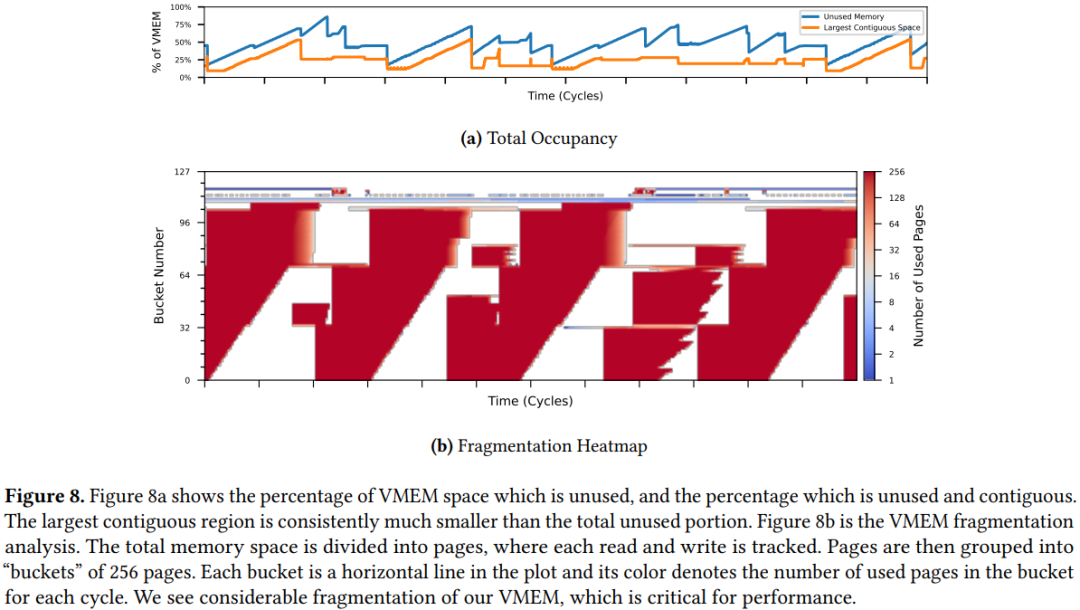 100%
75%
50%
25%
0%
% of VMEM
Unused Memory
Largest Contiguous Space
Time (Cycles)
(a) Total Occupancy
127
96
64
32
0
Bucket Number
Time (Cycles)
256
128
64
32
16
8
4
2
1
Number of Used Pages
(b) Fragmentation Heatmap
Figure 8. Figure 8a shows the percentage of VMEM space which is unused, and the percentage which is unused and contiguous.
The largest contiguous region is consistently much smaller than the total unused portion. Figure 8b is the VMEM fragmentation
analysis. The total memory space is divided into pages, where each read and write is tracked. Pages are then grouped into
“buckets” of 256 pages. Each bucket is a horizontal line in the plot and its color denotes the number of used pages in the bucket
for each cycle. We see considerable fragmentation of our VMEM, which is critical for performance.